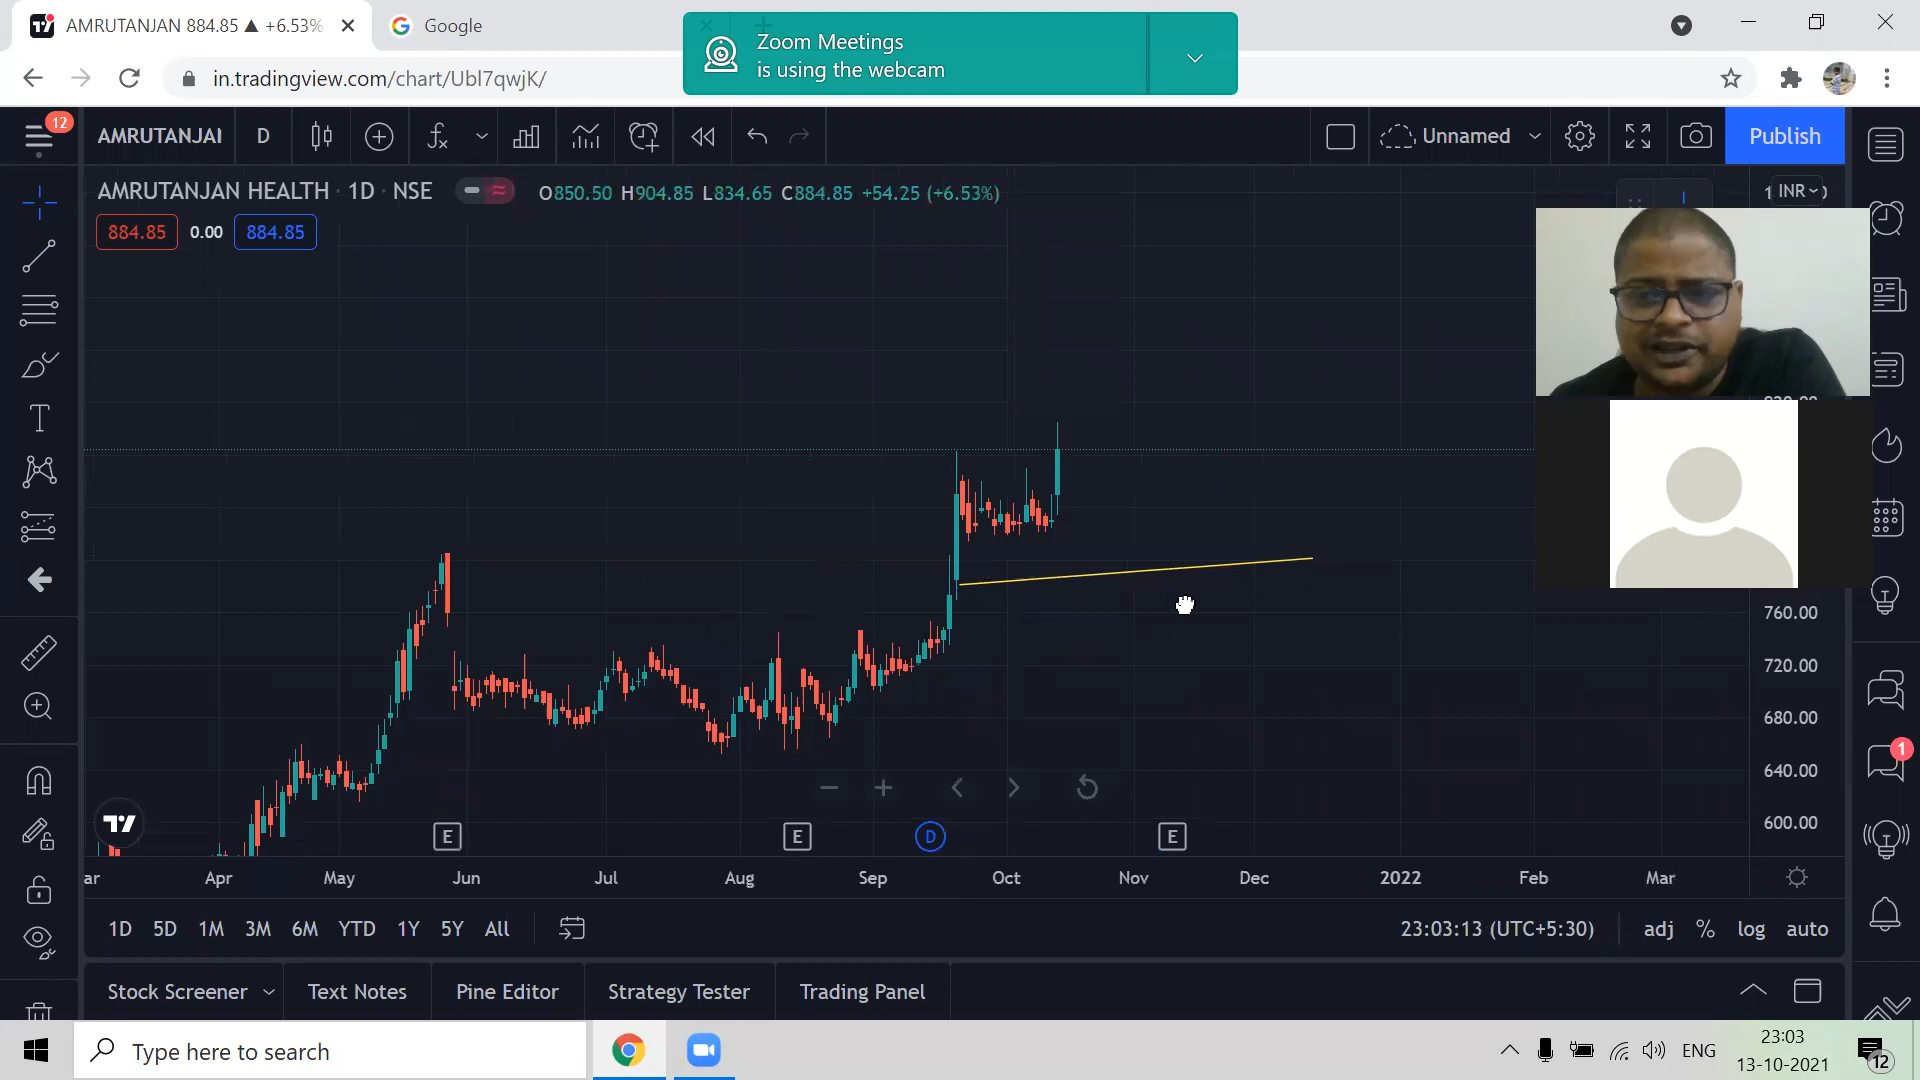 AMRUTANJAN 884.85 ▲ +6.53%
Google
Zoom Meetings
is using the webcam
in.tradingview.com/chart/Ubl7qwjK/
12
AMRUTANJAI
D
Unnamed
Publish
AMRUTANJAN HEALTH · 1D · NSE
O850.50 H904.85 L834.65 C884.85 +54.25 (+6.53%)
INR
884.85
0.00
884.85
760.00
720.00
680.00
640.00
600.00
1
E
E
D
E
ar
Apr
May
Jun
Jul
Aug
Sep
Oct
Nov
Dec
2022
Feb
Mar
1D 5D 1M 3M 6M YTD 1Y 5Y All
23:03:13 (UTC+5:30)
adj % log auto
Stock Screener
Text Notes
Pine Editor
Strategy Tester
Trading Panel
Type here to search
ENG
23:03
13-10-2021
12